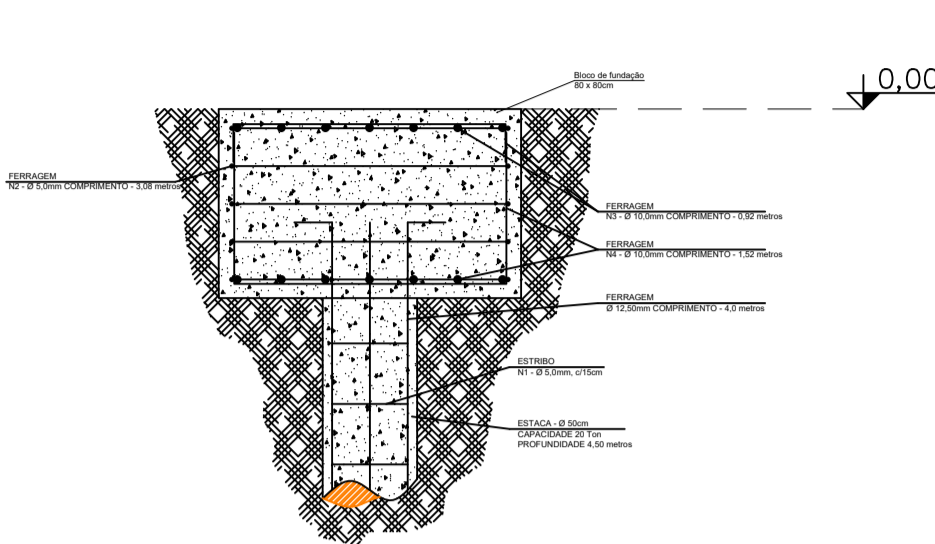 Bloco de fundação
80 x 80cm
0,00
FERRAGEM
N2 - Ø 5,0mm COMPRIMENTO - 3,08 metros
FERRAGEM
N3 - Ø 10,0mm COMPRIMENTO - 0,92 metros
FERRAGEM
N4 - Ø 10,0mm COMPRIMENTO - 1,52 metros
FERRAGEM
Ø 12,50mm COMPRIMENTO - 4,0 metros
ESTRIBO
N1 - Ø 5,0mm, c/15cm
ESTACA - Ø 50cm
CAPACIDADE 20 Ton
PROFUNDIDADE 4,50 metros